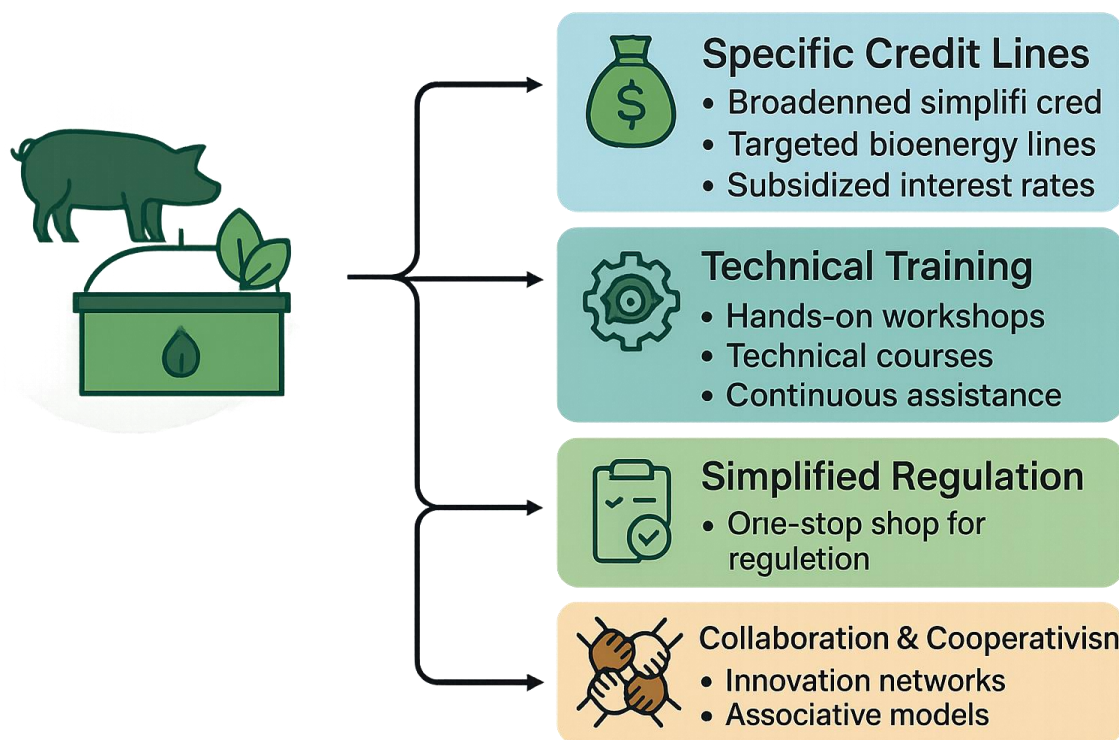 Specific Credit Lines
$
• Broadenned simplifi cred
• Targeted bioenergy lines
• Subsidized interest rates
Technical Training
• Hands-on workshops
• Technical courses
• Continuous assistance
Simplified Regulation
• One-stop shop for
reguletion
Collaboration & Cooperativisn
• Innovation networks
• Associative models